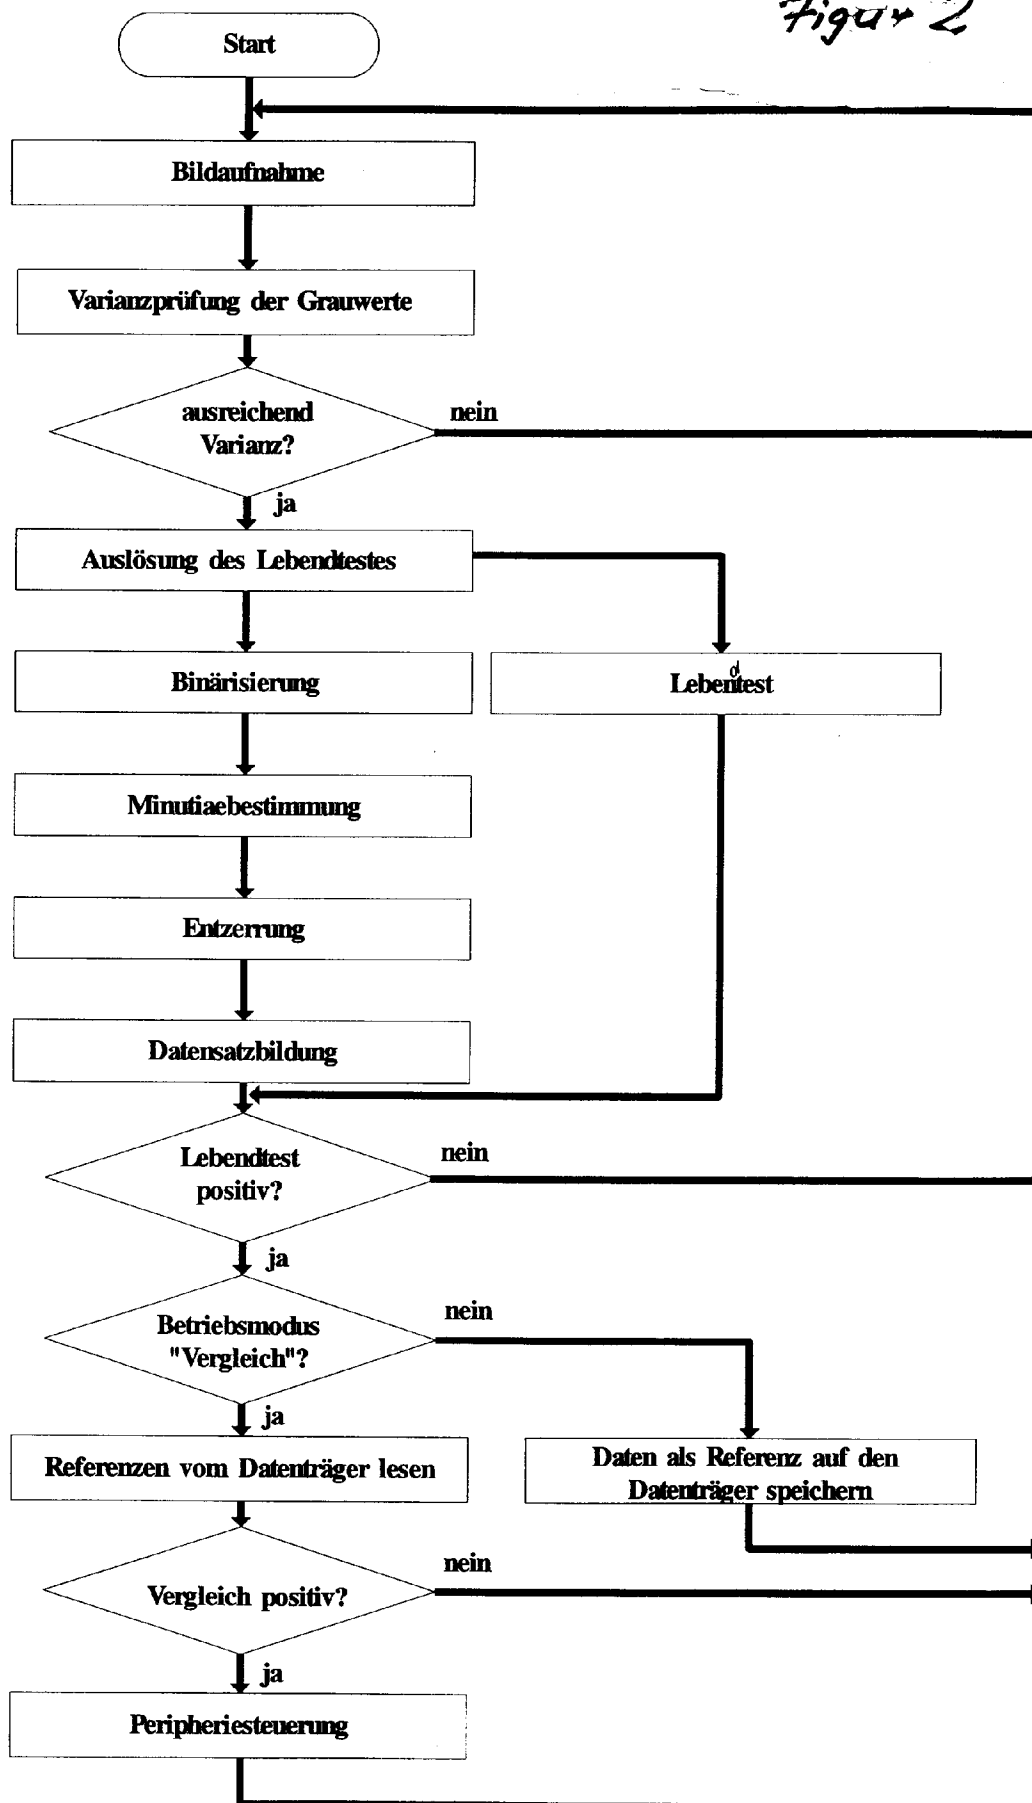 Figur 2
Start
Bildaufnahme
Varianzprüfung der Grauwerte
ausreichend
Varianz?
nein
ja
Auslösung des Lebendtestes
Binärisierung
Lebendtest
Minutiaebestimmung
Entzerrung
Datensatzbildung
Lebendtest
positiv?
nein
ja
Betriebsmodus
"Vergleich"?
nein
ja
Referenzen vom Datenträger lesen
Daten als Referenz auf den
Datenträger speichern
Vergleich positiv?
nein
ja
Peripheriesteuerung